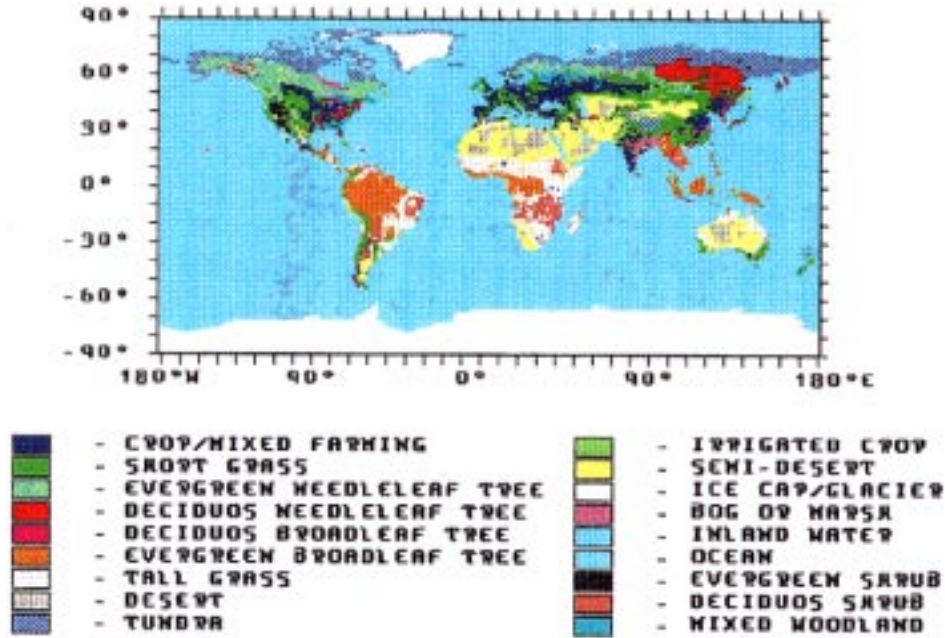 90°
60°
30°
0°
-30°
-60°
-90°
180°W 90° 0° 90° 180°E
- CROP/MIXED FARMING
- SHORT GRASS
- EVERGREEN NEEDLELEAF TREE
- DECIDUOS NEEDLELEAF TREE
- DECIDUOS BROADLEAF TREE
- EVERGREEN BROADLEAF TREE
- TALL GRASS
- DESERT
- TUNDRA
- IRRIGATED CROP
- SEMI-DESERT
- ICE CAP/GLACIER
- BOG OR MARSH
- INLAND WATER
- OCEAN
- EVERGREEN SHRUB
- DECIDUOS SHRUB
- MIXED WOODLAND